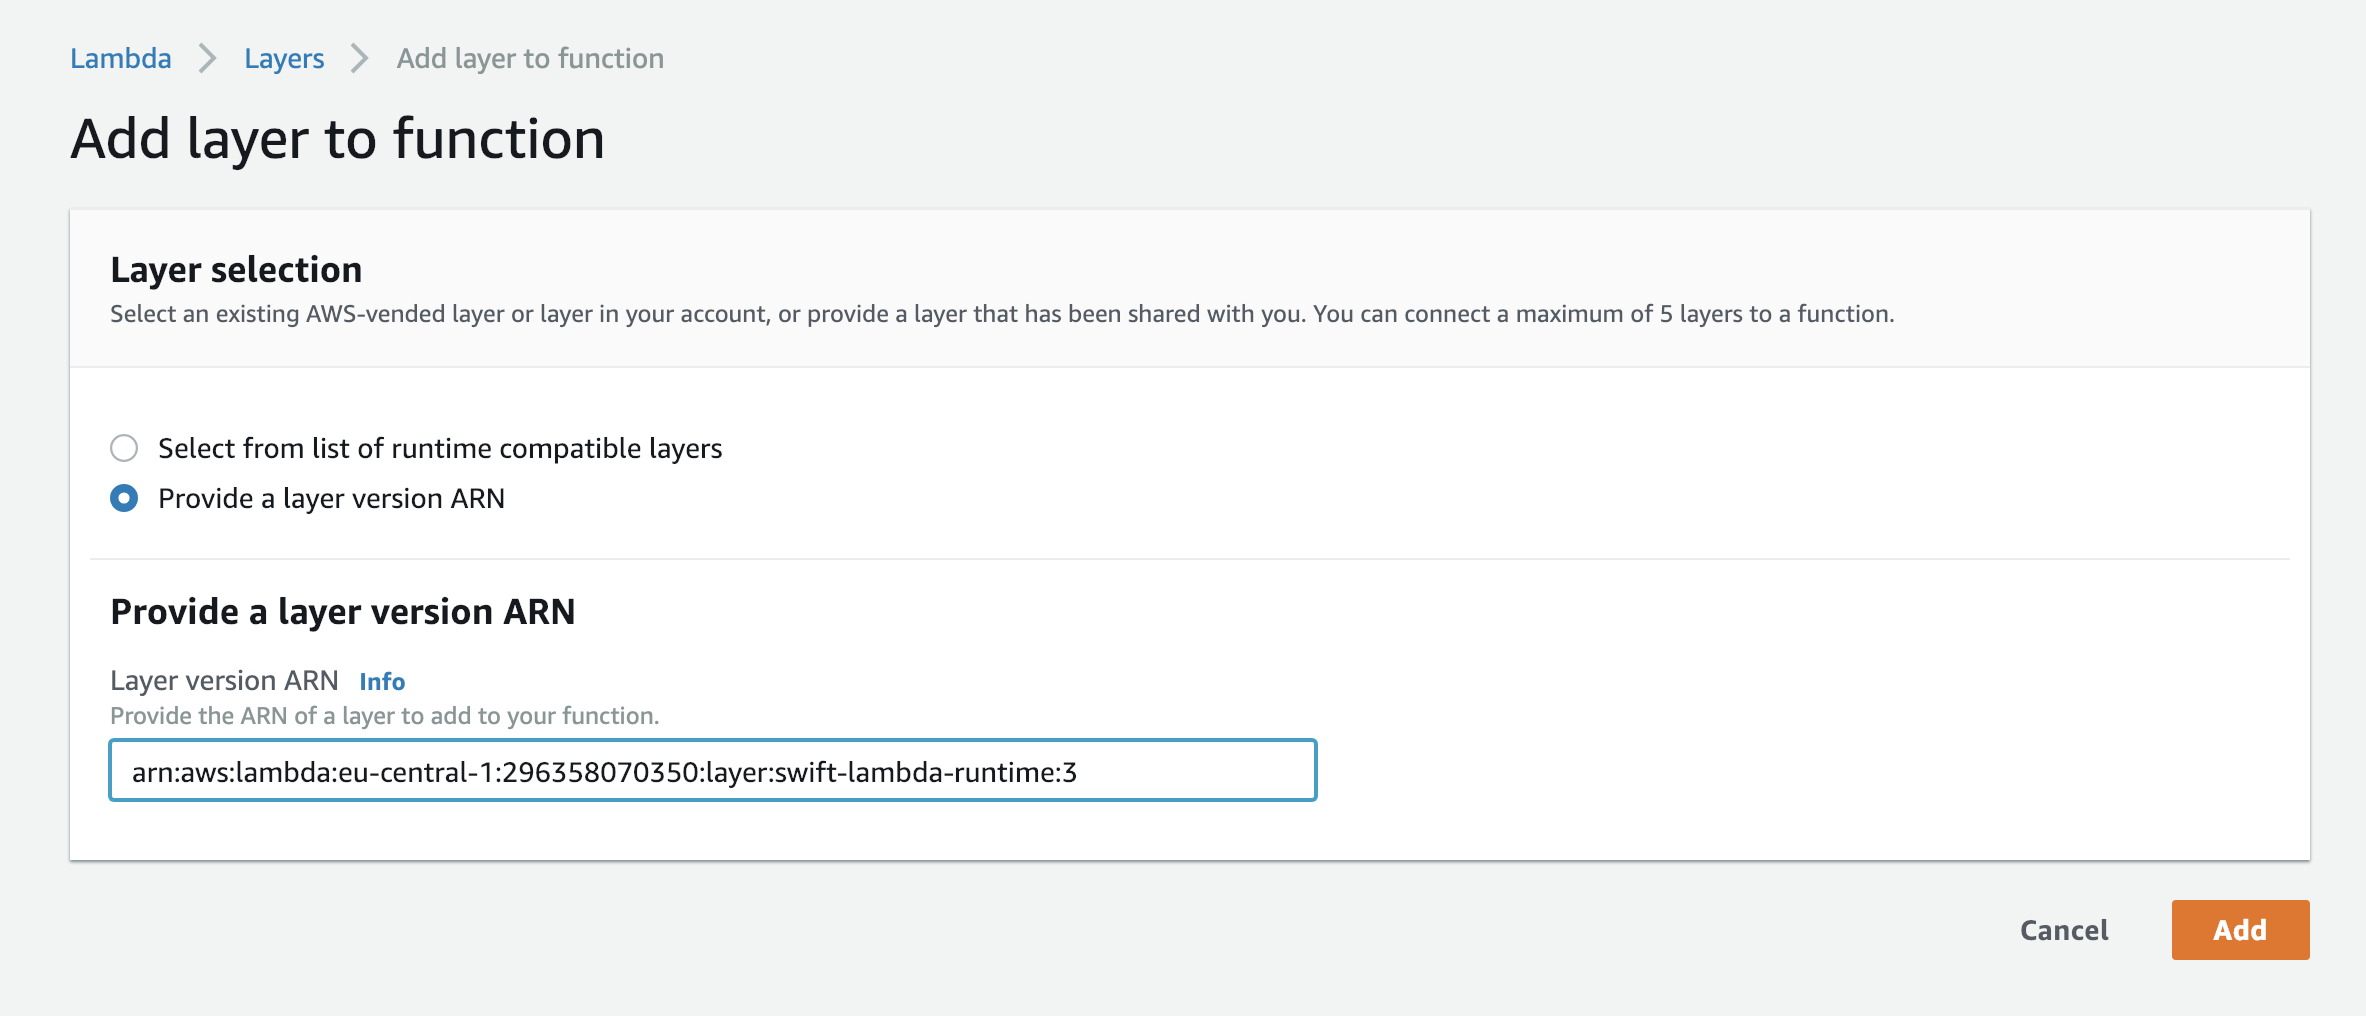 Lambda Layers Add layer to function
Add layer to function
Layer selection
Select an existing AWS-vended layer or layer in your account, or provide a layer that has been shared with you. You can connect a maximum of 5 layers to a function.
Select from list of runtime compatible layers
Provide a layer version ARN
Provide a layer version ARN
Layer version ARN Info
Provide the ARN of a layer to add to your function.
arn:aws:lambda:eu-central-1:296358070350:layer:swift-lambda-runtime:3
Cancel Add